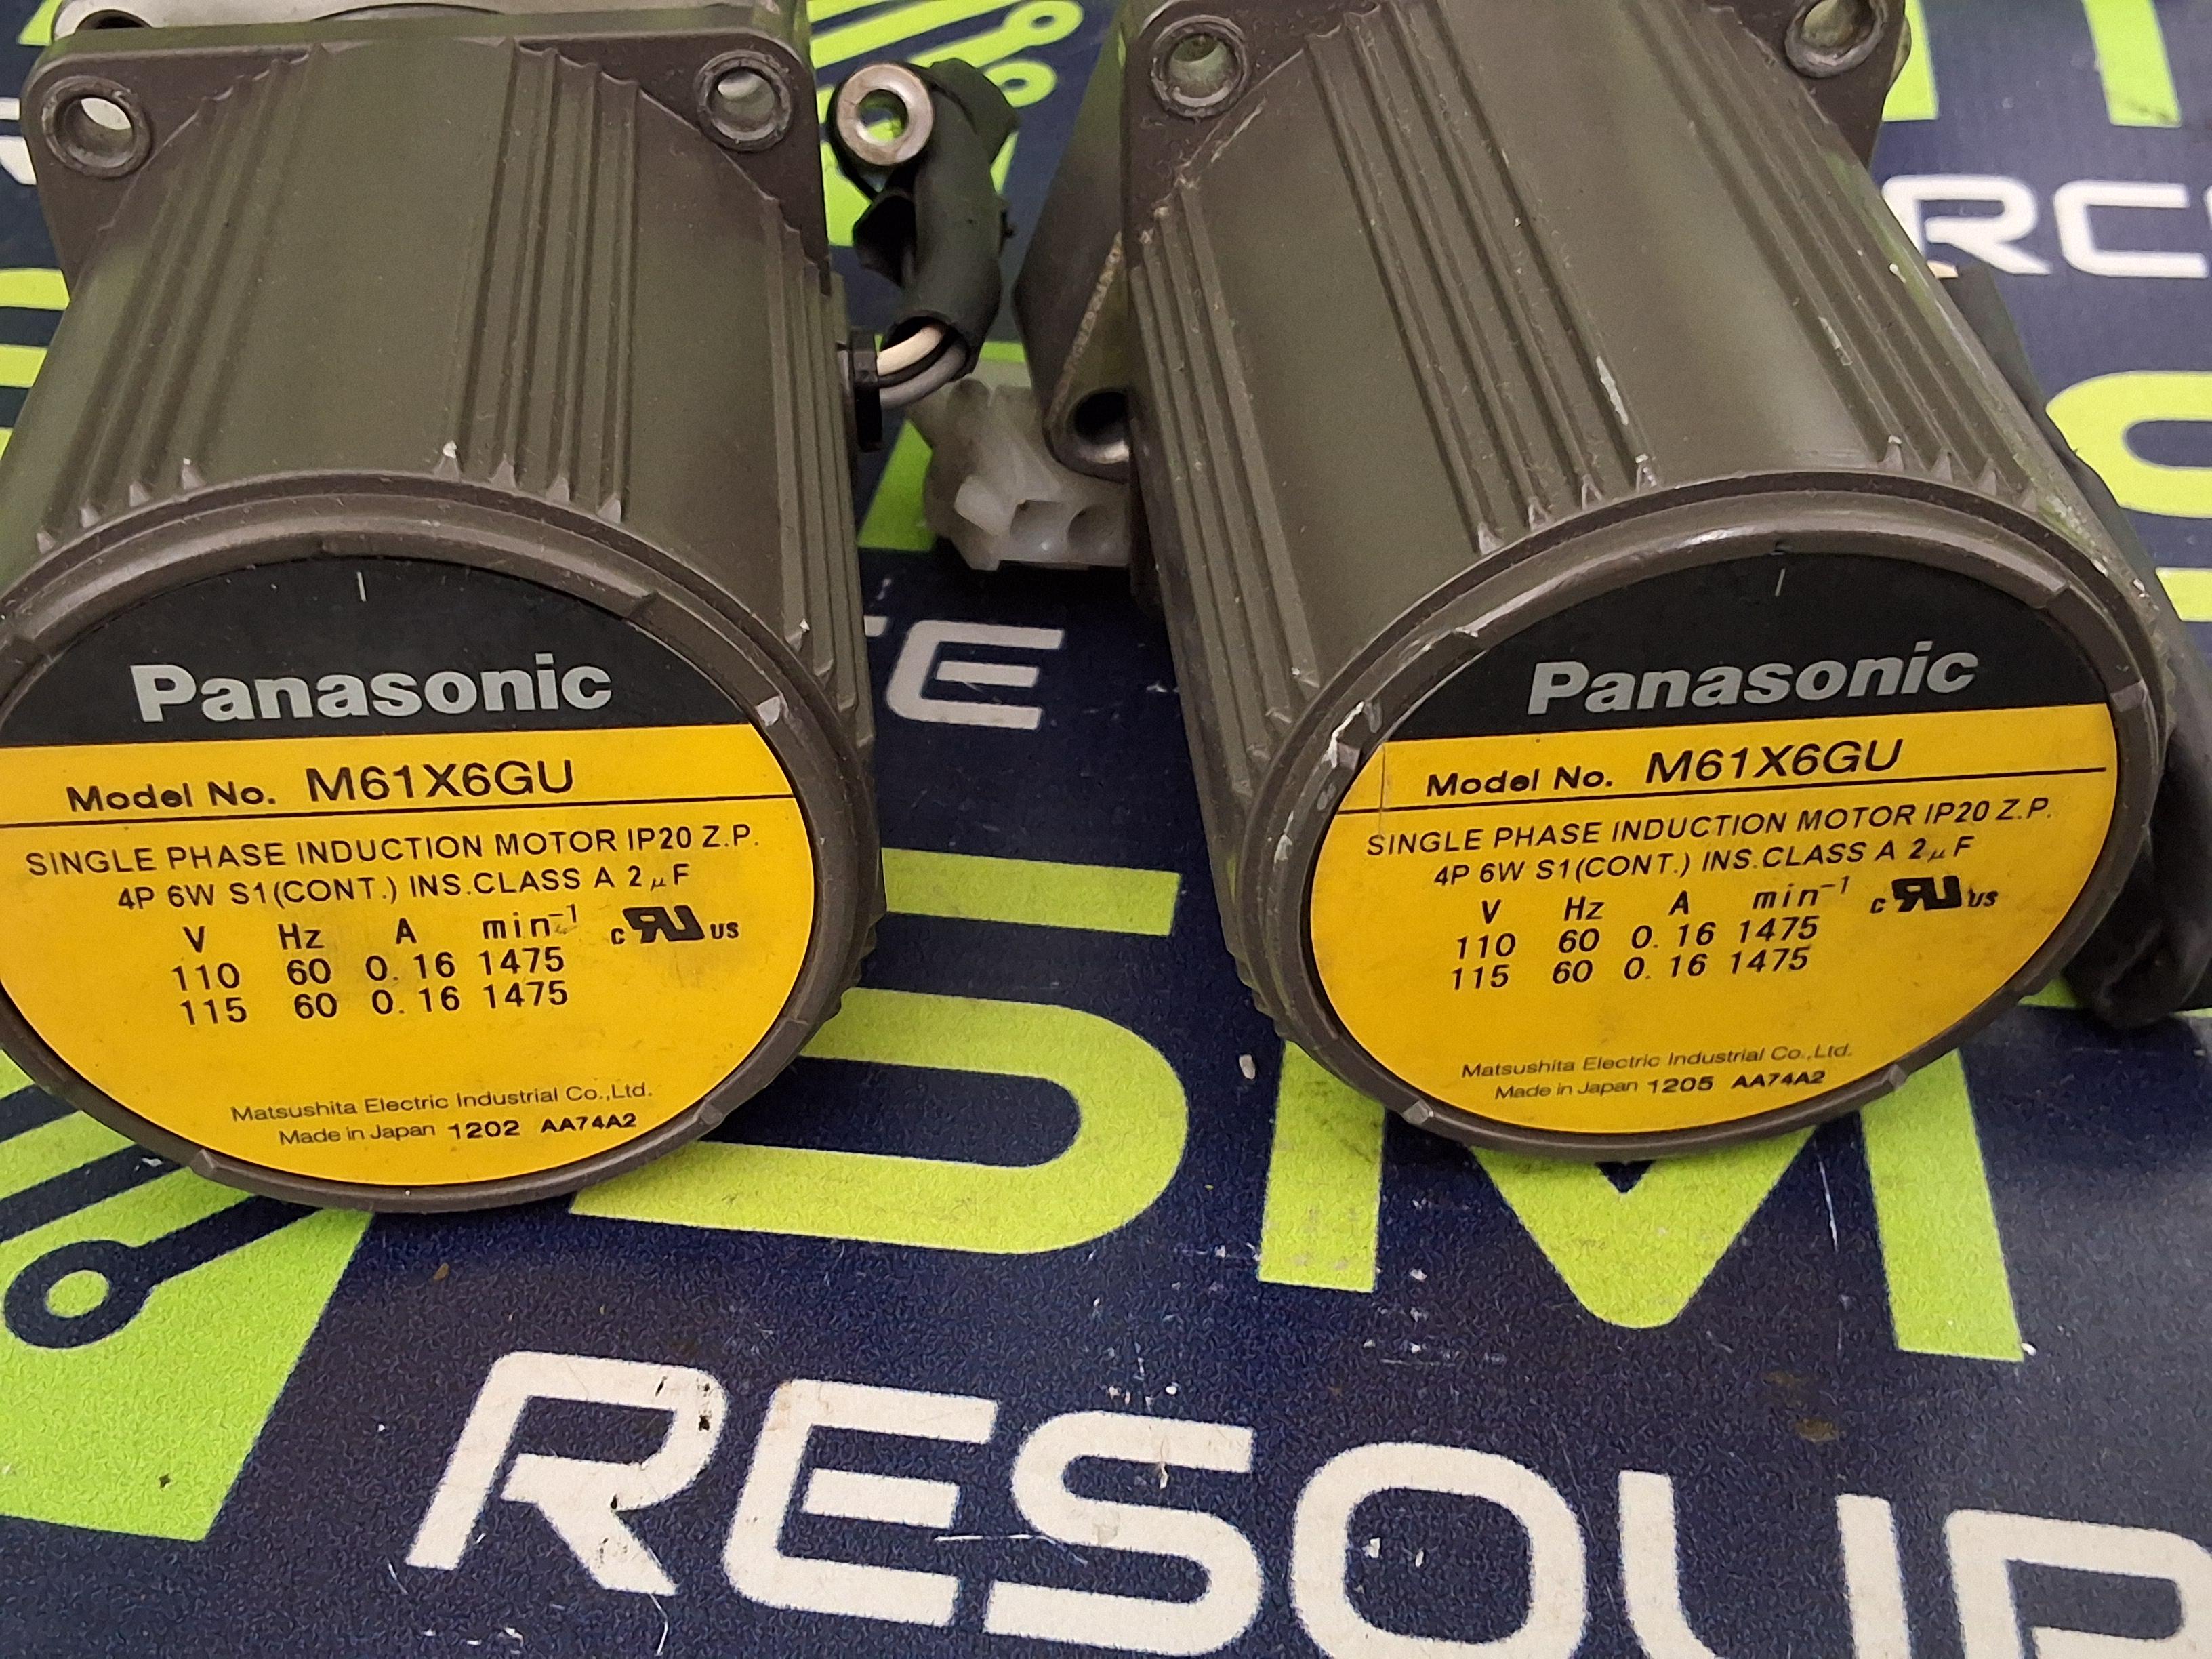 Panasonic
Model No. M61X6GU
SINGLE PHASE INDUCTION MOTOR IP20 Z.P.
4P 6W S1(CONT.) INS.CLASS A 2μF
V Hz A min⁻¹ c RU us
110 60 0.16 1475
115 60 0.16 1475
Matsushita Electric Industrial Co.,Ltd.
Made in Japan 1202 AA74A2
Panasonic
Model No. M61X6GU
SINGLE PHASE INDUCTION MOTOR IP20 Z.P.
4P 6W S1(CONT.) INS.CLASS A 2μF
V Hz A min⁻¹ c RU us
110 60 0.16 1475
115 60 0.16 1475
Matsushita Electric Industrial Co.,Ltd.
Made in Japan 1205 AA74A2